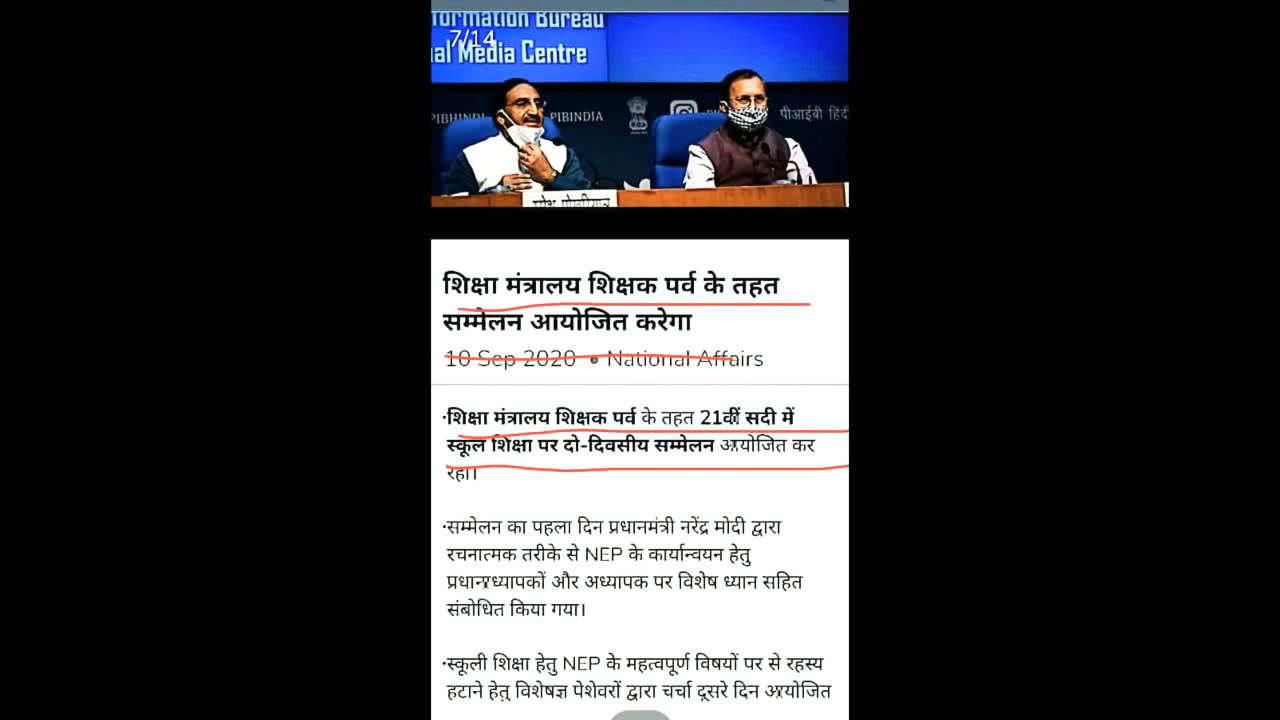 formation Bureau
7/14
al Media Centre
PIBHINDI
PIBINDIA
पीआईबी हिंदी
शिक्षा मंत्रालय शिक्षक पर्व के तहत
सम्मेलन आयोजित करेगा
10 Sep 2020 • National Affairs
·शिक्षा मंत्रालय शिक्षक पर्व के तहत 21वीं सदी में
स्कूल शिक्षा पर दो-दिवसीय सम्मेलन आयोजित कर
रहा।
·सम्मेलन का पहला दिन प्रधानमंत्री नरेंद्र मोदी द्वारा
रचनात्मक तरीके से NEP के कार्यान्वयन हेतु
प्रधानाध्यापकों और अध्यापक पर विशेष ध्यान सहित
संबोधित किया गया।
·स्कूली शिक्षा हेतु NEP के महत्वपूर्ण विषयों पर से रहस्य
हटाने हेतु विशेषज्ञ पेशेवरों द्वारा चर्चा दूसरे दिन आयोजित